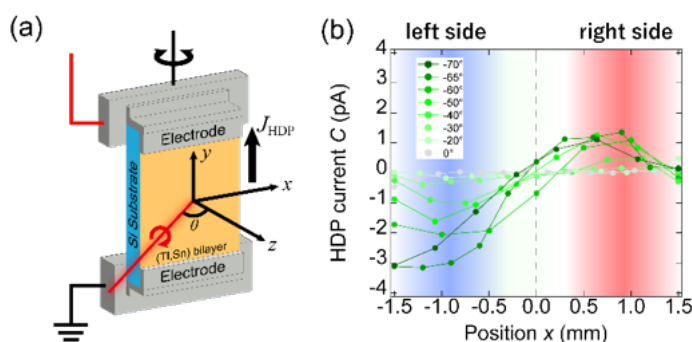 (a)
Electrode
J_HDP
y
x
Si Substrate
θ
z
(Tl,Sn) bilayer
Electrode
(b)
left side
right side
HDP current C (pA)
4
3
2
1
0
-1
-2
-3
-4
-70°
-65°
-60°
-50°
-40°
-30°
-20°
0°
-1.5 -1.0 -0.5 0.0 0.5 1.0 1.5
Position x (mm)